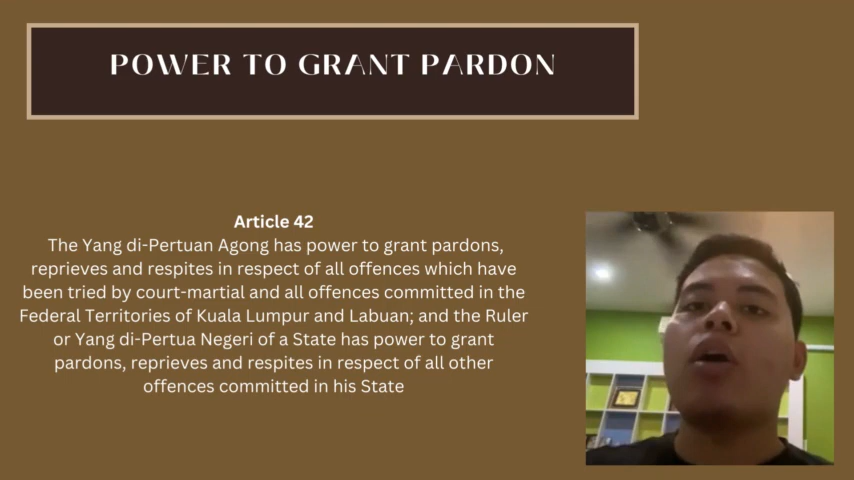 POWER TO GRANT PARDON
Article 42
The Yang di-Pertuan Agong has power to grant pardons,
reprieves and respites in respect of all offences which have
been tried by court-martial and all offences committed in the
Federal Territories of Kuala Lumpur and Labuan; and the Ruler
or Yang di-Pertua Negeri of a State has power to grant
pardons, reprieves and respites in respect of all other
offences committed in his State